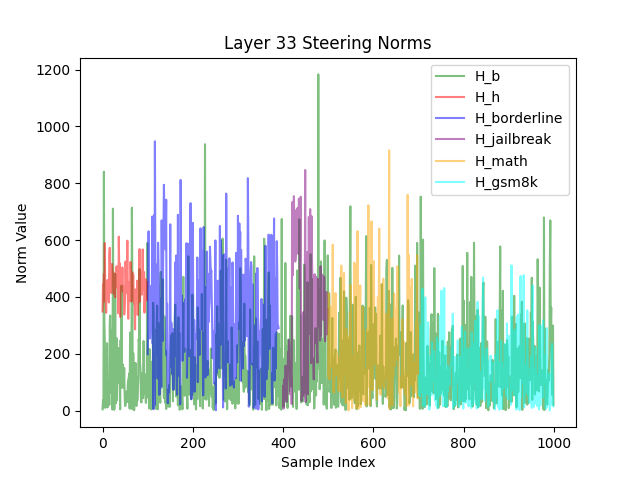 Layer 33 Steering Norms
H_b
H_h
H_borderline
H_jailbreak
H_math
H_gsm8k
1200
1000
800
600
400
200
0
Norm Value
0 200 400 600 800 1000
Sample Index